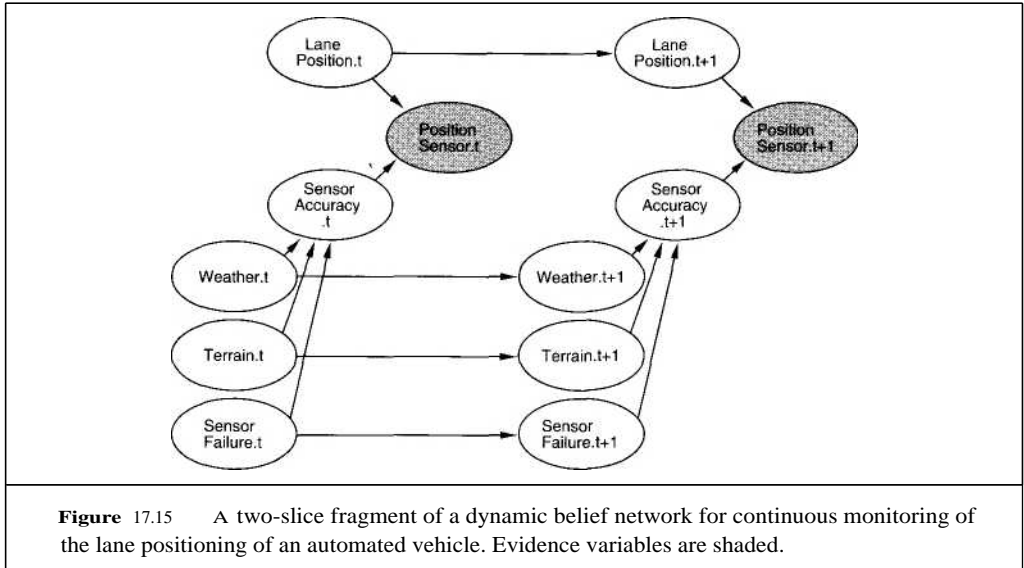 Lane
Position.t
Lane
Position.t+1
Position
Sensor.t
Position
Sensor.t+1
Sensor
Accuracy
.t
Sensor
Accuracy
.t+1
Weather.t
Weather.t+1
Terrain.t
Terrain.t+1
Sensor
Failure.t
Sensor
Failure.t+1
Figure 17.15 A two-slice fragment of a dynamic belief network for continuous monitoring of
the lane positioning of an automated vehicle. Evidence variables are shaded.